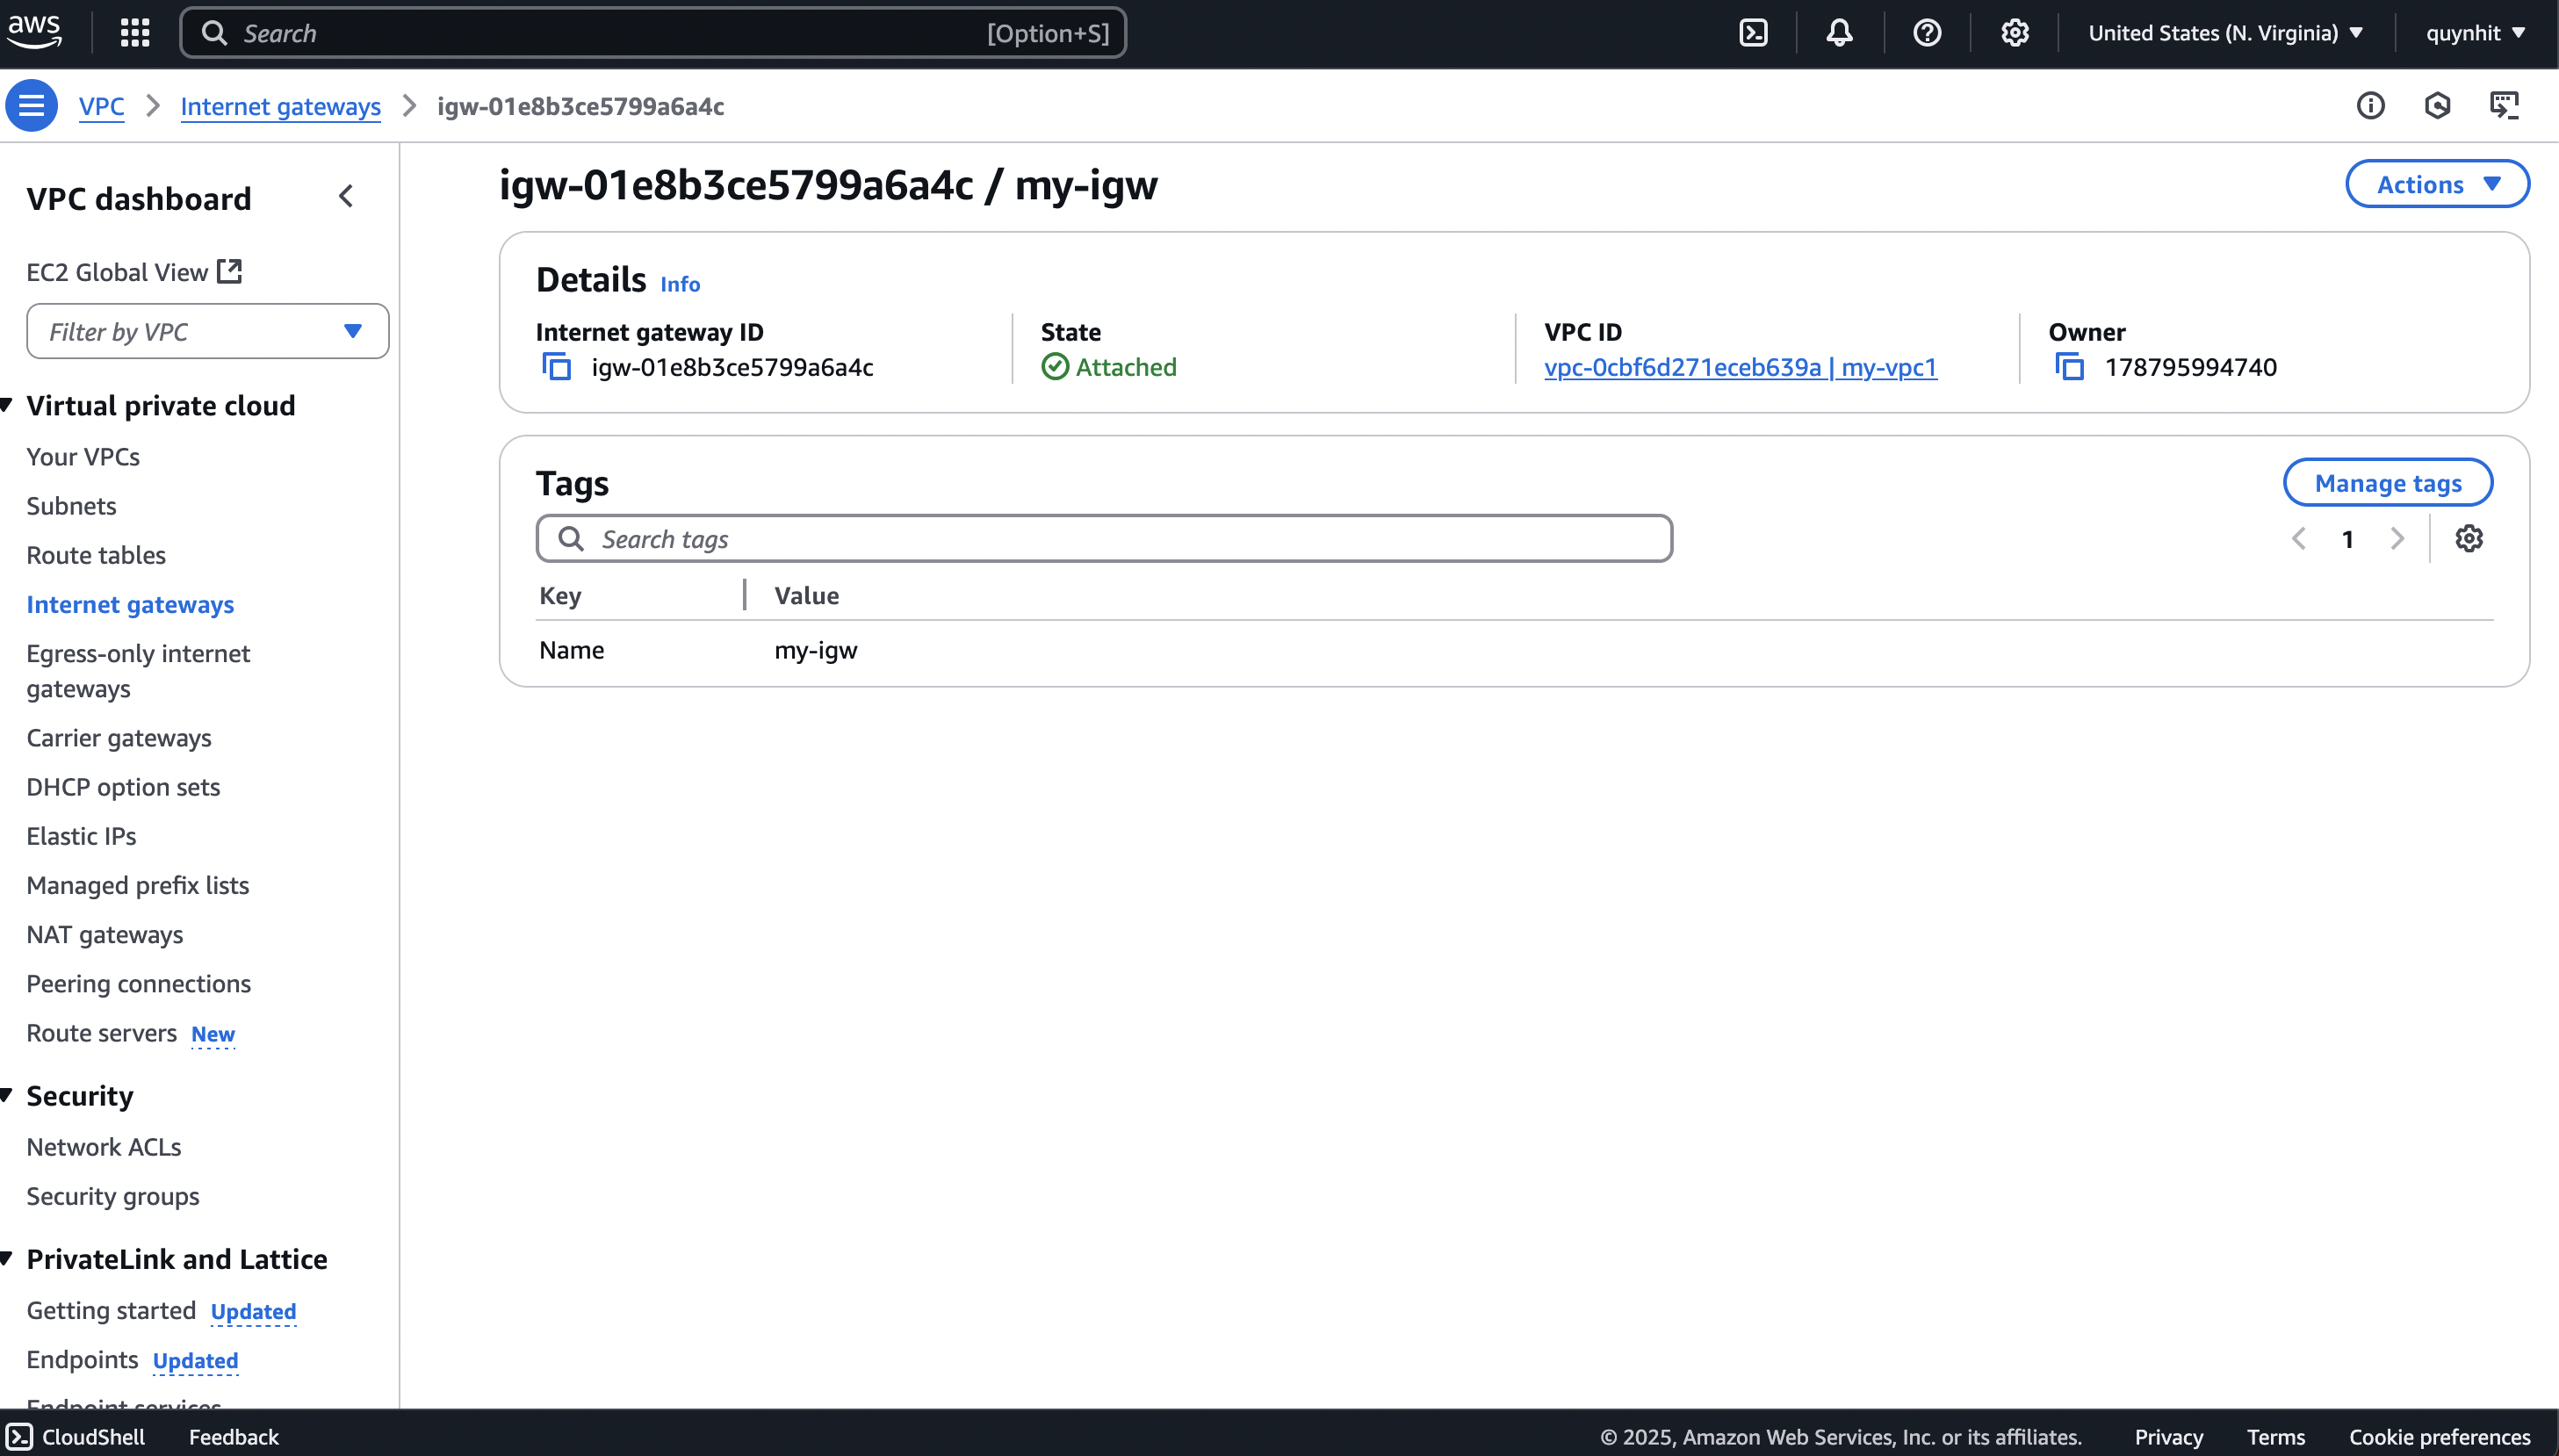 aws
Search [Option+S]
United States (N. Virginia)
quynhit
VPC
Internet gateways
igw-01e8b3ce5799a6a4c
VPC dashboard
EC2 Global View
Filter by VPC
Virtual private cloud
Your VPCs
Subnets
Route tables
Internet gateways
Egress-only internet
gateways
Carrier gateways
DHCP option sets
Elastic IPs
Managed prefix lists
NAT gateways
Peering connections
Route servers New
Security
Network ACLs
Security groups
PrivateLink and Lattice
Getting started Updated
Endpoints Updated
Endpoint services
igw-01e8b3ce5799a6a4c / my-igw
Actions
Details Info
Internet gateway ID
igw-01e8b3ce5799a6a4c
State
Attached
VPC ID
vpc-0cbf6d271eceb639a | my-vpc1
Owner
178795994740
Tags
Manage tags
Search tags
1
Key Value
Name my-igw
CloudShell
Feedback
© 2025, Amazon Web Services, Inc. or its affiliates.
Privacy
Terms
Cookie preferences